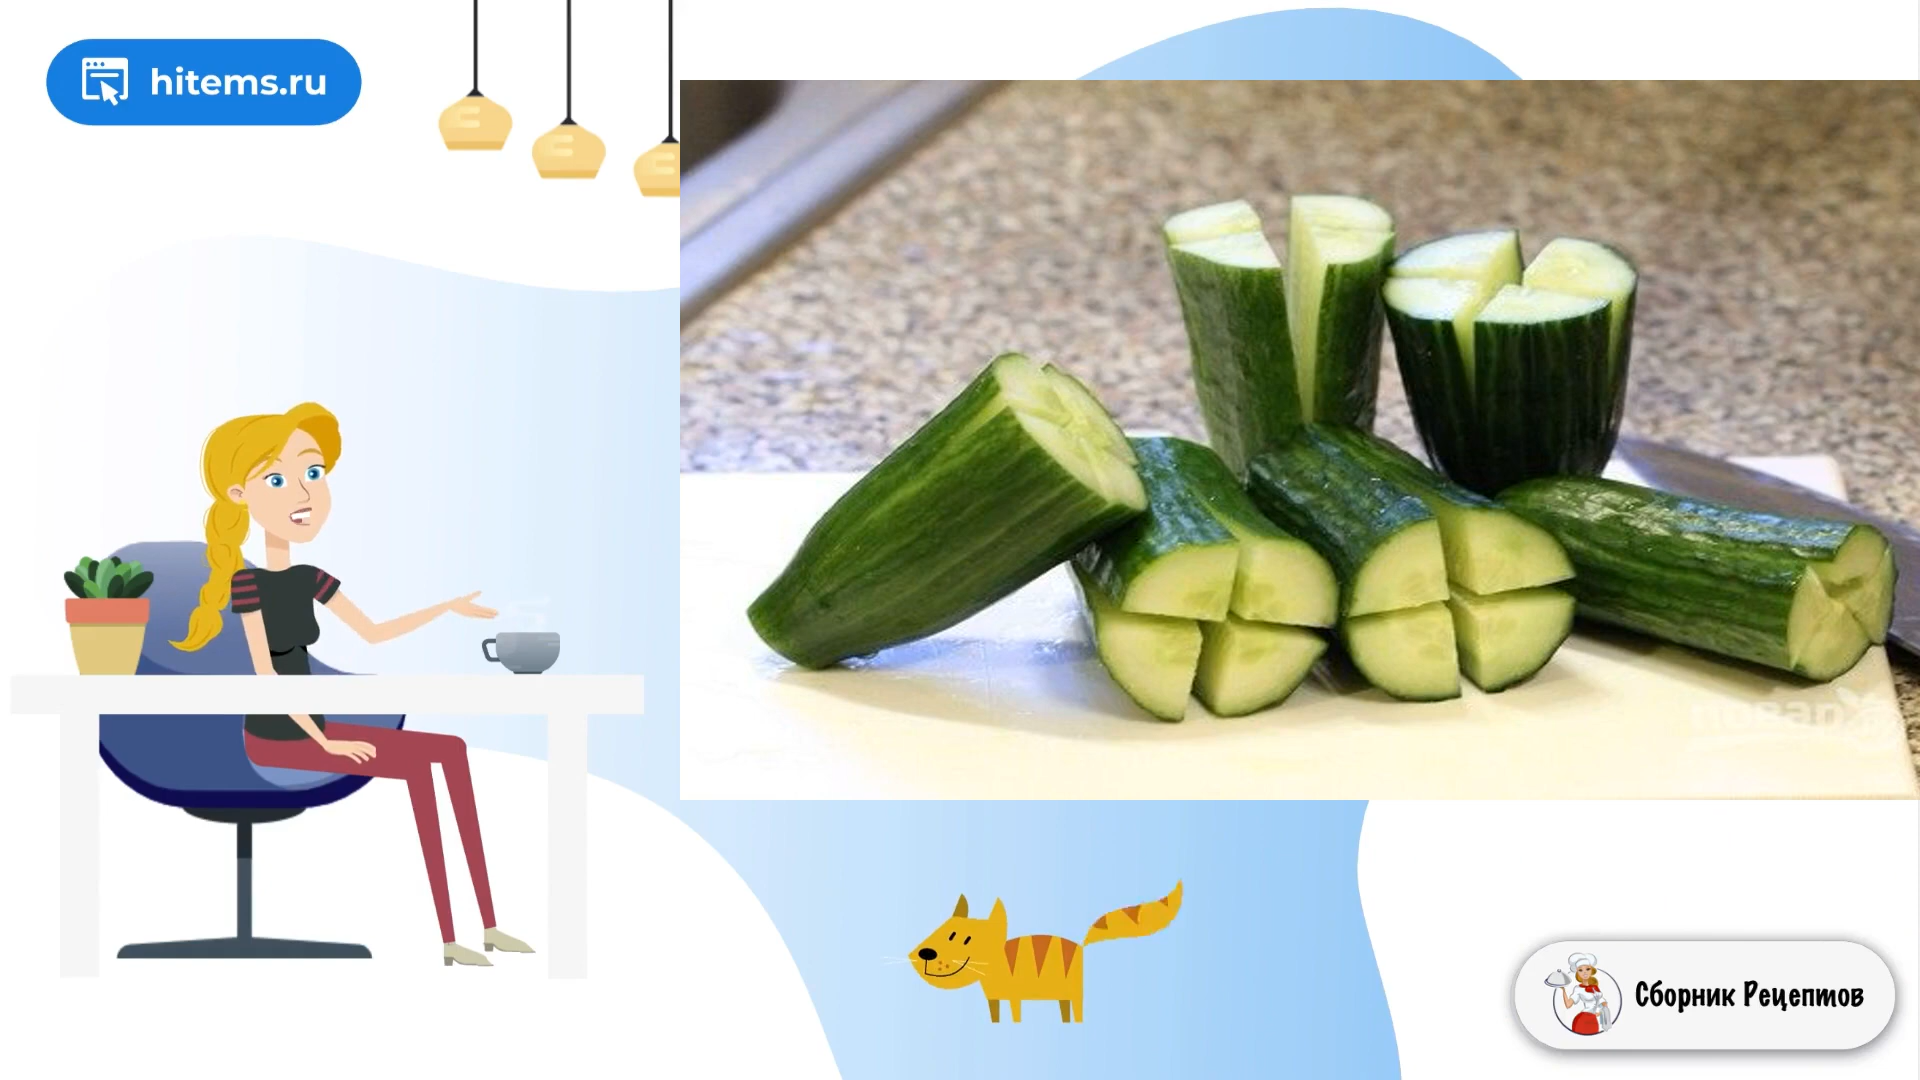 hitems.ru
Сборник Рецептов